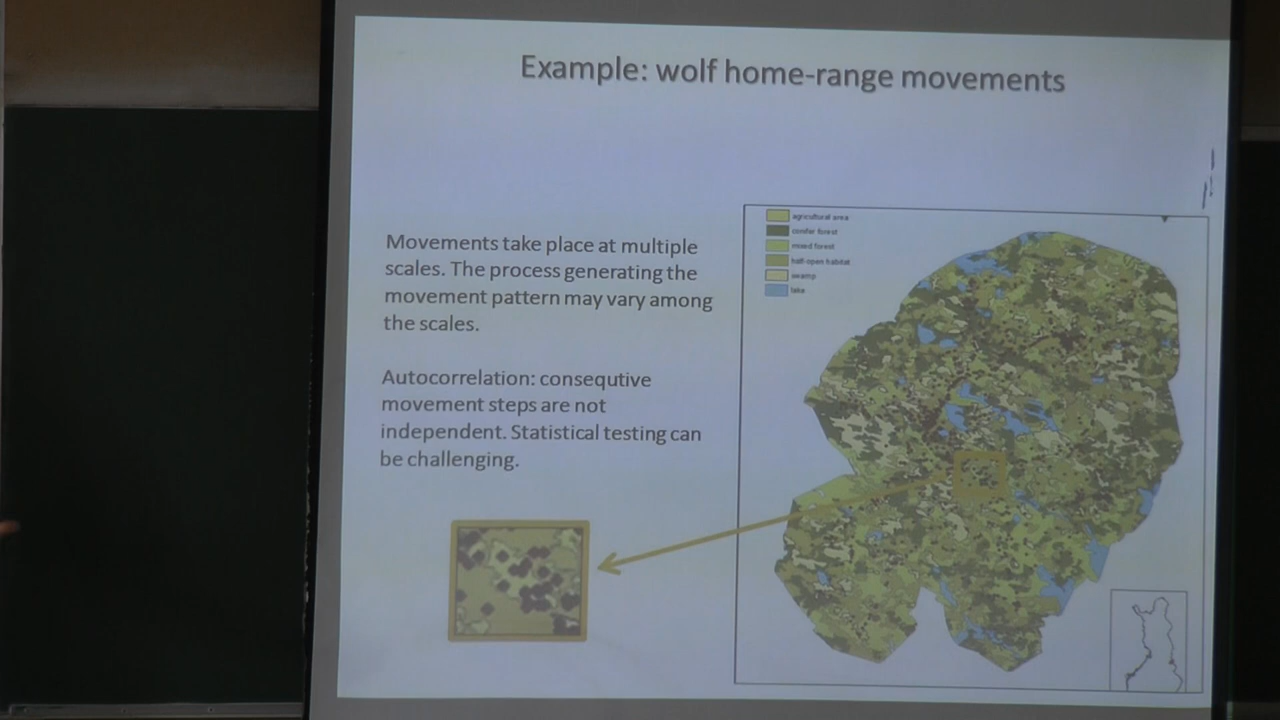 Example: wolf home-range movements
Movements take place at multiple
scales. The process generating the
movement pattern may vary among
the scales.
Autocorrelation: consequtive
movement steps are not
independent. Statistical testing can
be challenging.
agricultural area
conifer forest
mixed forest
half-open habitat
swamp
lake